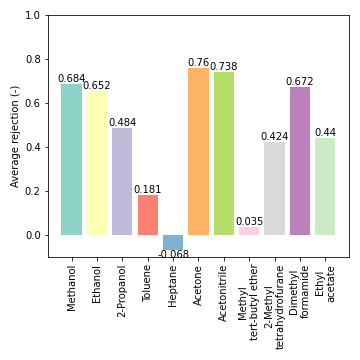 1.0
0.8
0.6
0.4
0.2
0.0
Average rejection (-)
0.684
0.652
0.484
0.181
-0.068
0.76
0.738
0.035
0.424
0.672
0.44
Methanol
Ethanol
2-Propanol
Toluene
Heptane
Acetone
Acetonitrile
Methyl
tert-butyl ether
2-Methyl
tetrahydrofurane
Dimethyl
formamide
Ethyl
acetate